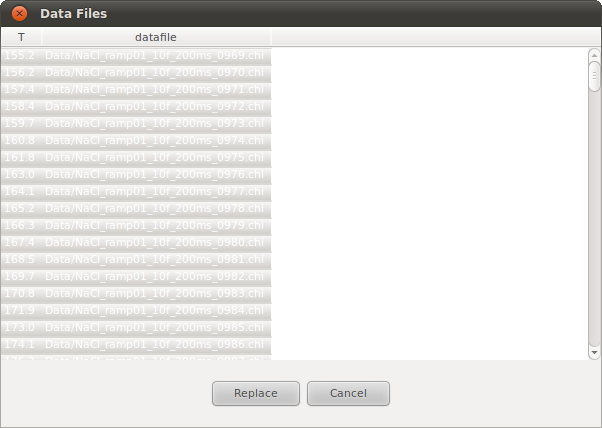 Data Files
T datafile
155.2 Data/NaCl_ramp01_10f_200ms_0969.chi
156.2 Data/NaCl_ramp01_10f_200ms_0970.chi
157.4 Data/NaCl_ramp01_10f_200ms_0971.chi
158.4 Data/NaCl_ramp01_10f_200ms_0972.chi
159.7 Data/NaCl_ramp01_10f_200ms_0973.chi
160.8 Data/NaCl_ramp01_10f_200ms_0974.chi
161.8 Data/NaCl_ramp01_10f_200ms_0975.chi
163.0 Data/NaCl_ramp01_10f_200ms_0976.chi
164.1 Data/NaCl_ramp01_10f_200ms_0977.chi
165.2 Data/NaCl_ramp01_10f_200ms_0978.chi
166.3 Data/NaCl_ramp01_10f_200ms_0979.chi
167.4 Data/NaCl_ramp01_10f_200ms_0980.chi
168.5 Data/NaCl_ramp01_10f_200ms_0981.chi
169.7 Data/NaCl_ramp01_10f_200ms_0982.chi
170.8 Data/NaCl_ramp01_10f_200ms_0983.chi
171.9 Data/NaCl_ramp01_10f_200ms_0984.chi
173.0 Data/NaCl_ramp01_10f_200ms_0985.chi
174.1 Data/NaCl_ramp01_10f_200ms_0986.chi
Replace Cancel